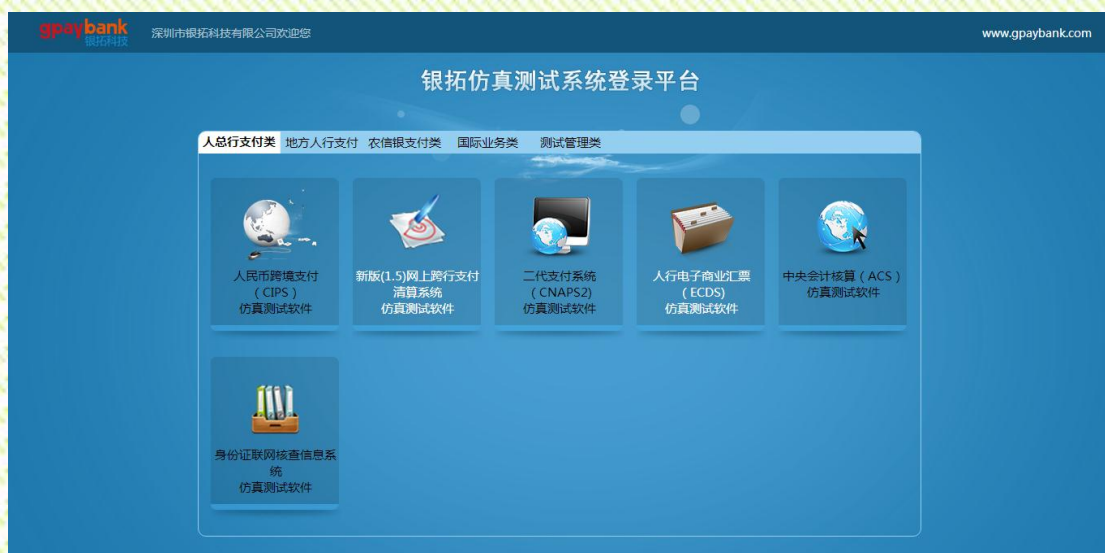 gpaybank
银拓科技
深圳市银拓科技有限公司欢迎您
www.gpaybank.com
银拓仿真测试系统登录平台
人总行支付类 地方人行支付 农信银支付类 国际业务类 测试管理类
人民币跨境支付
（CIPS）
仿真测试软件
新版(1.5)网上跨行支付
清算系统
仿真测试软件
二代支付系统
（CNAPS2)
仿真测试软件
人行电子商业汇票
（ECDS)
仿真测试软件
中央会计核算（ACS）
仿真测试软件
身份证联网核查信息系
统
仿真测试软件